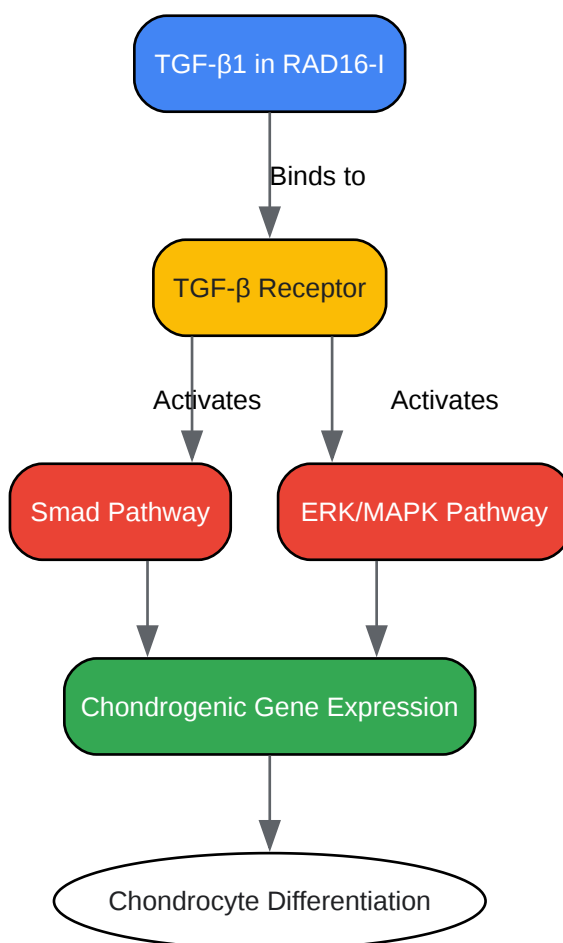 TGF-β1 in RAD16-I
Binds to
TGF-β Receptor
Activates
Activates
Smad Pathway
ERK/MAPK Pathway
Chondrogenic Gene Expression
Chondrocyte Differentiation